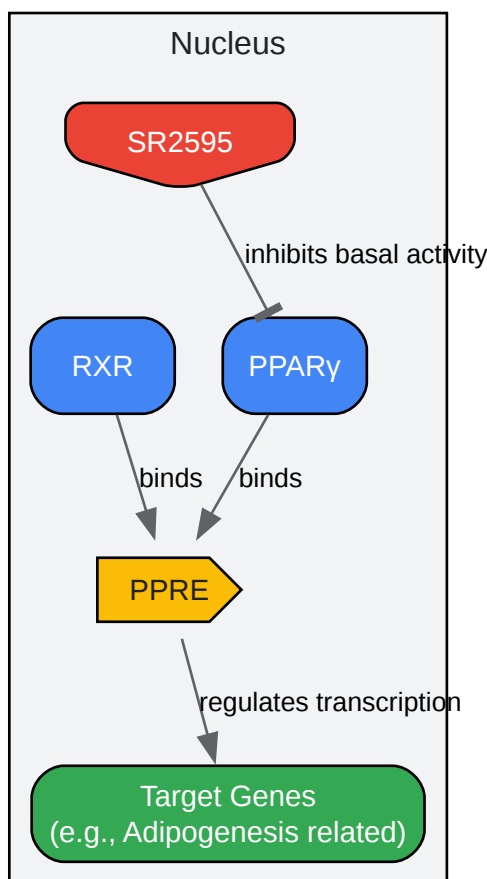 Nucleus
SR2595
inhibits basal activity
RXR
PPARγ
binds
binds
PPRE
regulates transcription
Target Genes
(e.g., Adipogenesis related)